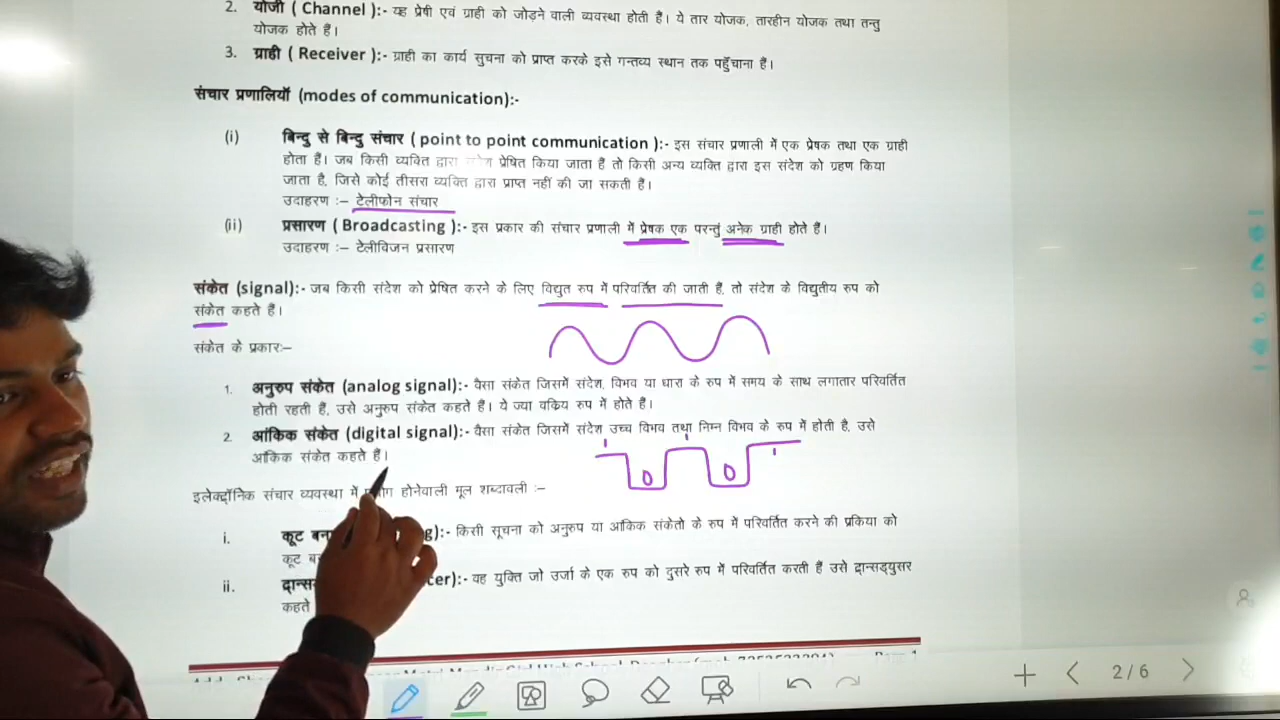 2. योजी ( Channel ):- यह प्रेषी एवं ग्राही को जोड़ने वाली व्यवस्था होती हैं। ये तार योजक, तारहीन योजक तथा तन्तु
योजक होते हैं।
3. ग्राही ( Receiver ):- ग्राही का कार्य सुचना को प्राप्त करके इसे गन्तव्य स्थान तक पहुँचाना हैं।
संचार प्रणालियॉ (modes of communication):-
(i) बिन्दु से बिन्दु संचार ( point to point communication ):- इस संचार प्रणाली में एक प्रेषक तथा एक ग्राही
होता हैं। जब किसी व्यक्ति द्वारा प्रेषित किया जाता हैं तो किसी अन्य व्यक्ति द्वारा इस संदेश को ग्रहण किया
जाता है, जिसे कोई तीसरा व्यक्ति द्वारा प्राप्त नहीं की जा सकती हैं।
उदाहरण :– टेलीफोन संचार
(ii) प्रसारण ( Broadcasting ):- इस प्रकार की संचार प्रणाली में प्रेषक एक परन्तुं अनेक ग्राही होते हैं।
उदाहरण :– टेलीविजन प्रसारण
संकेत (signal):- जब किसी संदेश को प्रेषित करने के लिए विद्युत रुप में परिवर्तित की जाती हैं, तो संदेश के विद्युतीय रुप को
संकेत कहते हैं।
संकेत के प्रकारः–
1. अनुरुप संकेत (analog signal):- वैसा संकेत जिसमें संदेश, विभव या धारा के रुप में समय के साथ लगातार परिवर्तित
होती रहती हैं, उसे अनुरुप संकेत कहते हैं। ये ज्या वक्रिय रुप में होते हैं।
2. आंकिक संकेत (digital signal):- वैसा संकेत जिसमें संदेश उच्च विभव तथा निम्न विभव के रुप में होती है, उसे
आंकिक संकेत कहते हैं।
1 0 1 0 1
इलेक्ट्रॉनिक संचार व्यवस्था में होनेवाली मूल शब्दावली :–
i. कूट ):- किसी सूचना को अनुरुप या आंकिक संकेतो के रुप में परिवर्तित करने की प्रकिया को
कूट
ii. cer):- वह युक्ति जो उर्जा के एक रुप को दुसरे रुप में परिवर्तित करती हैं उसे ट्रान्सड्युसर
कहते
2/6